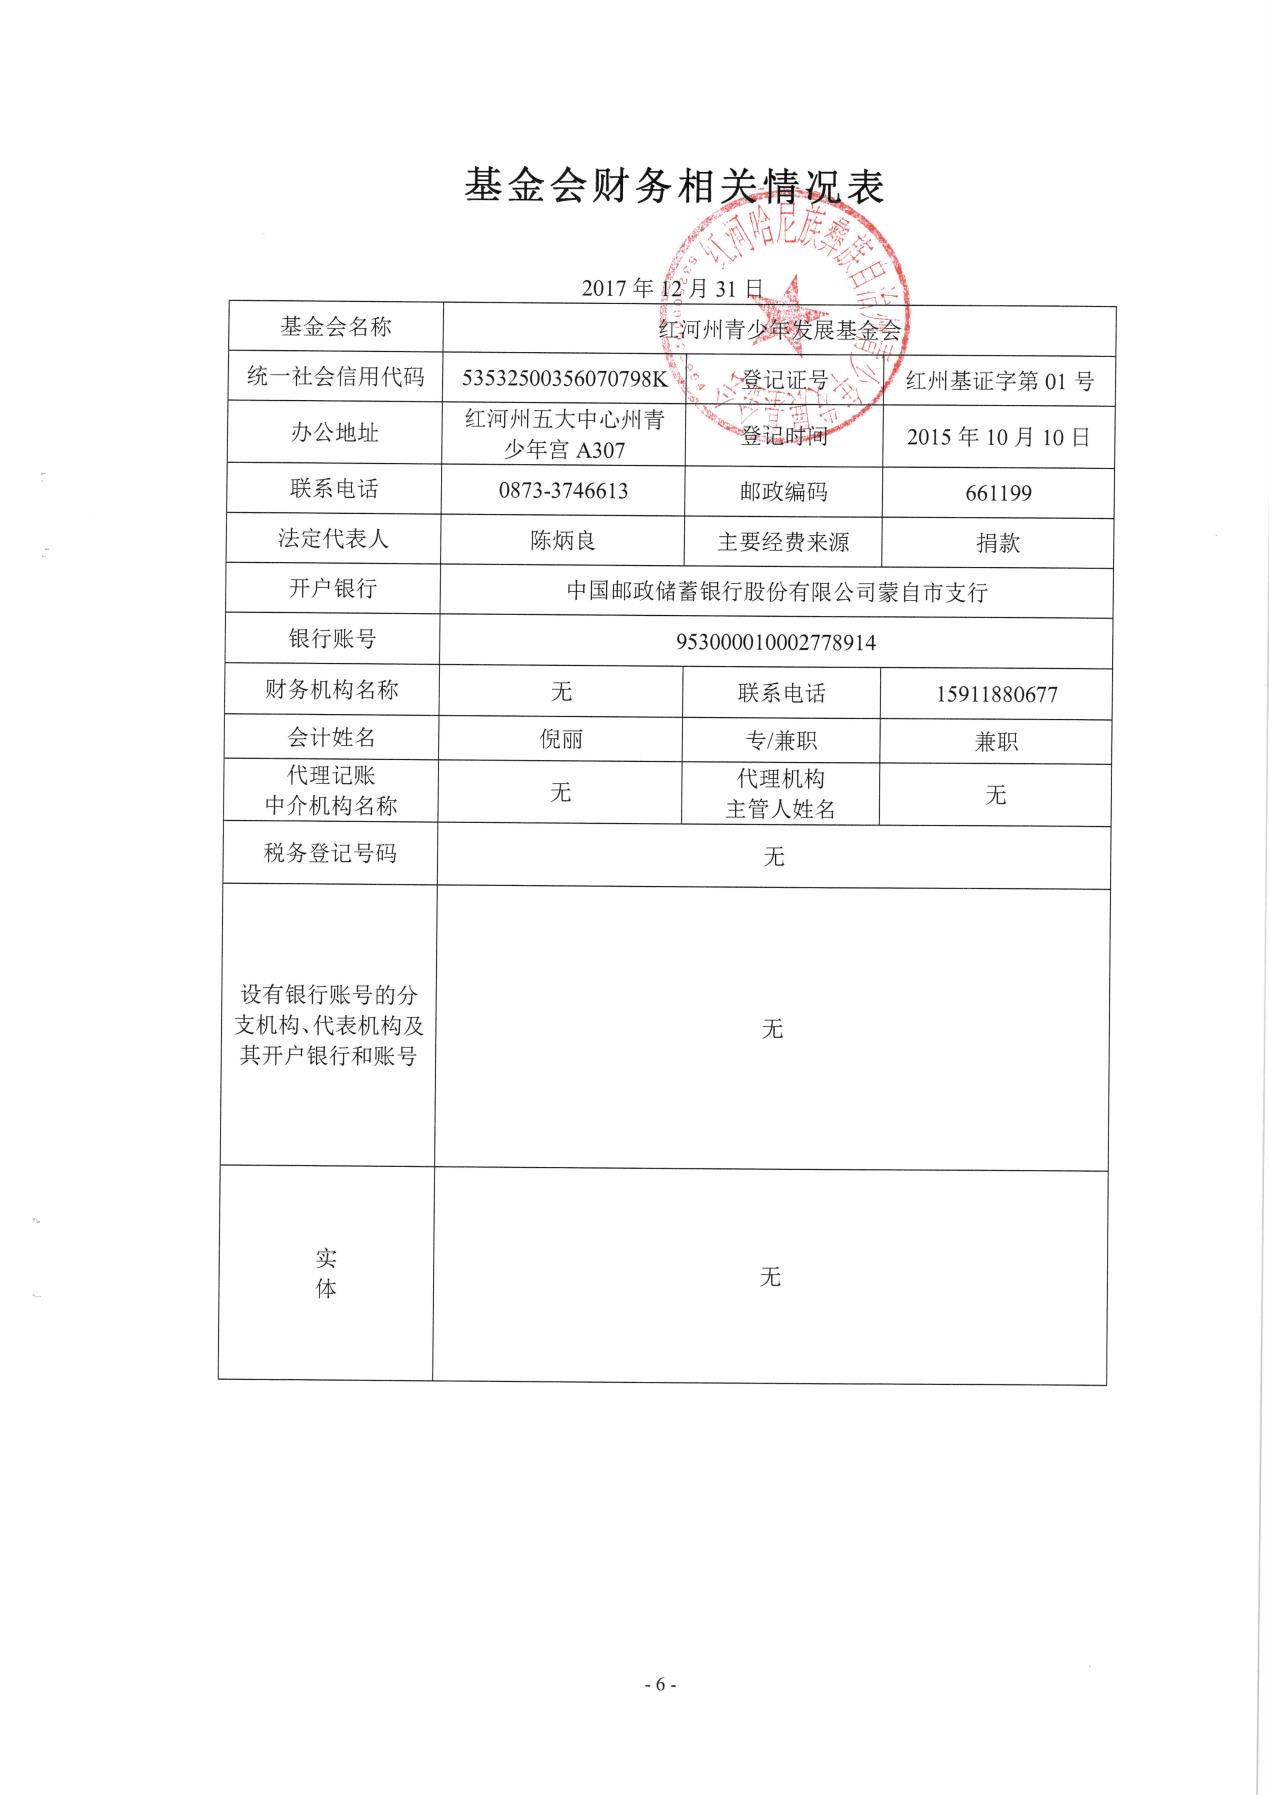 基金会财务相关情况表
2017 年 12 月 31 日
基金会名称 红河州青少年发展基金会
统一社会信用代码 53532500356070798K 登记证号 红州基证字第 01 号
办公地址 红河州五大中心州青
少年宫 A307 登记时间 2015 年 10 月 10 日
联系电话 0873-3746613 邮政编码 661199
法定代表人 陈炳良 主要经费来源 捐款
开户银行 中国邮政储蓄银行股份有限公司蒙自市支行
银行账号 953000010002778914
财务机构名称 无 联系电话 15911880677
会计姓名 倪丽 专/兼职 兼职
代理记账
中介机构名称 无 代理机构
主管人姓名 无
税务登记号码 无
设有银行账号的分
支机构、代表机构及
其开户银行和账号 无
实
体 无
红河哈尼族彝族自治州青少年发展基金会
- 6 -